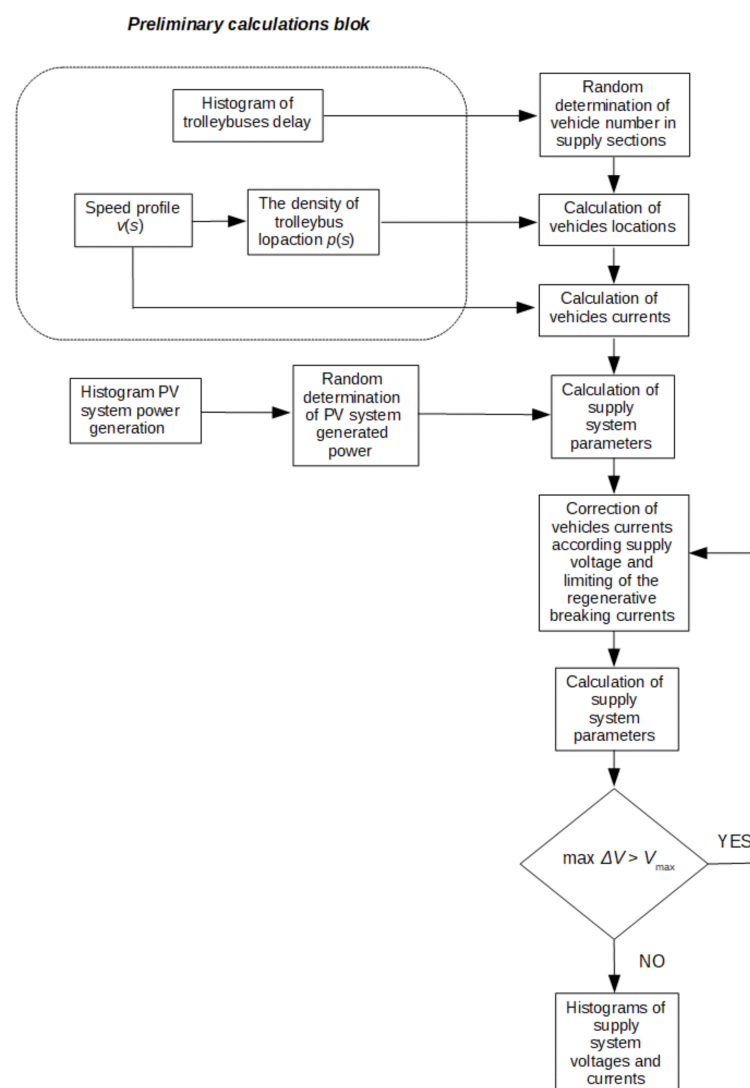 Preliminary calculations blok
Histogram of
trolleybuses delay
Random
determination of
vehicle number in
supply sections
Speed profile
v(s)
The density of
trolleybus
lopaction p(s)
Calculation of
vehicles locations
Calculation of
vehicles currents
Histogram PV
system power
generation
Random
determination
of PV system
generated
power
Calculation of
supply
system
parameters
Correction of
vehicles currents
according supply
voltage and
limiting of the
regenerative
breaking currents
Calculation of
supply
system
parameters
max ΔV > Vmax
YES
NO
Histograms of
supply
system
voltages and
currents